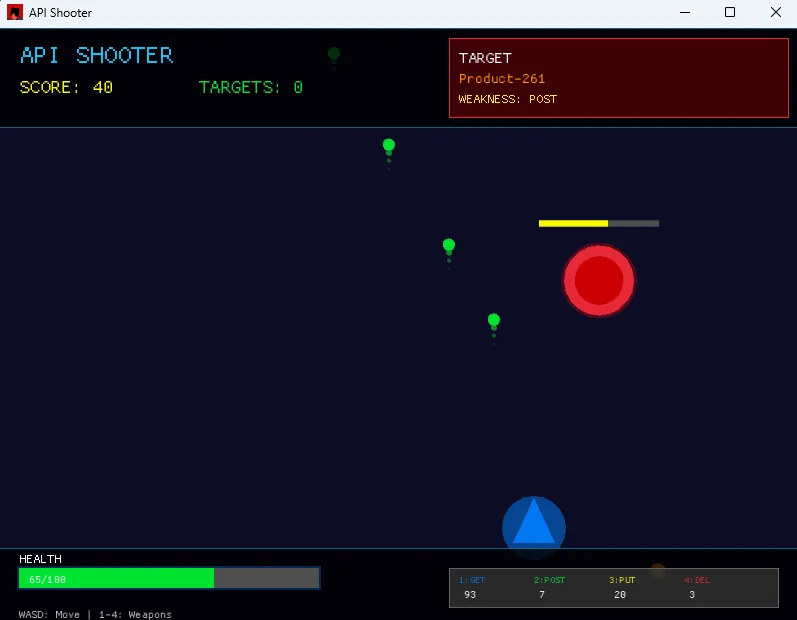 API Shooter
API SHOOTER
SCORE: 40
TARGETS: 0
TARGET
Product-261
WEAKNESS: POST
HEALTH
65/100
WASD: Move | 1-4: Weapons
1:GET 2:POST 3:PUT 4:DEL
93 7 20 3